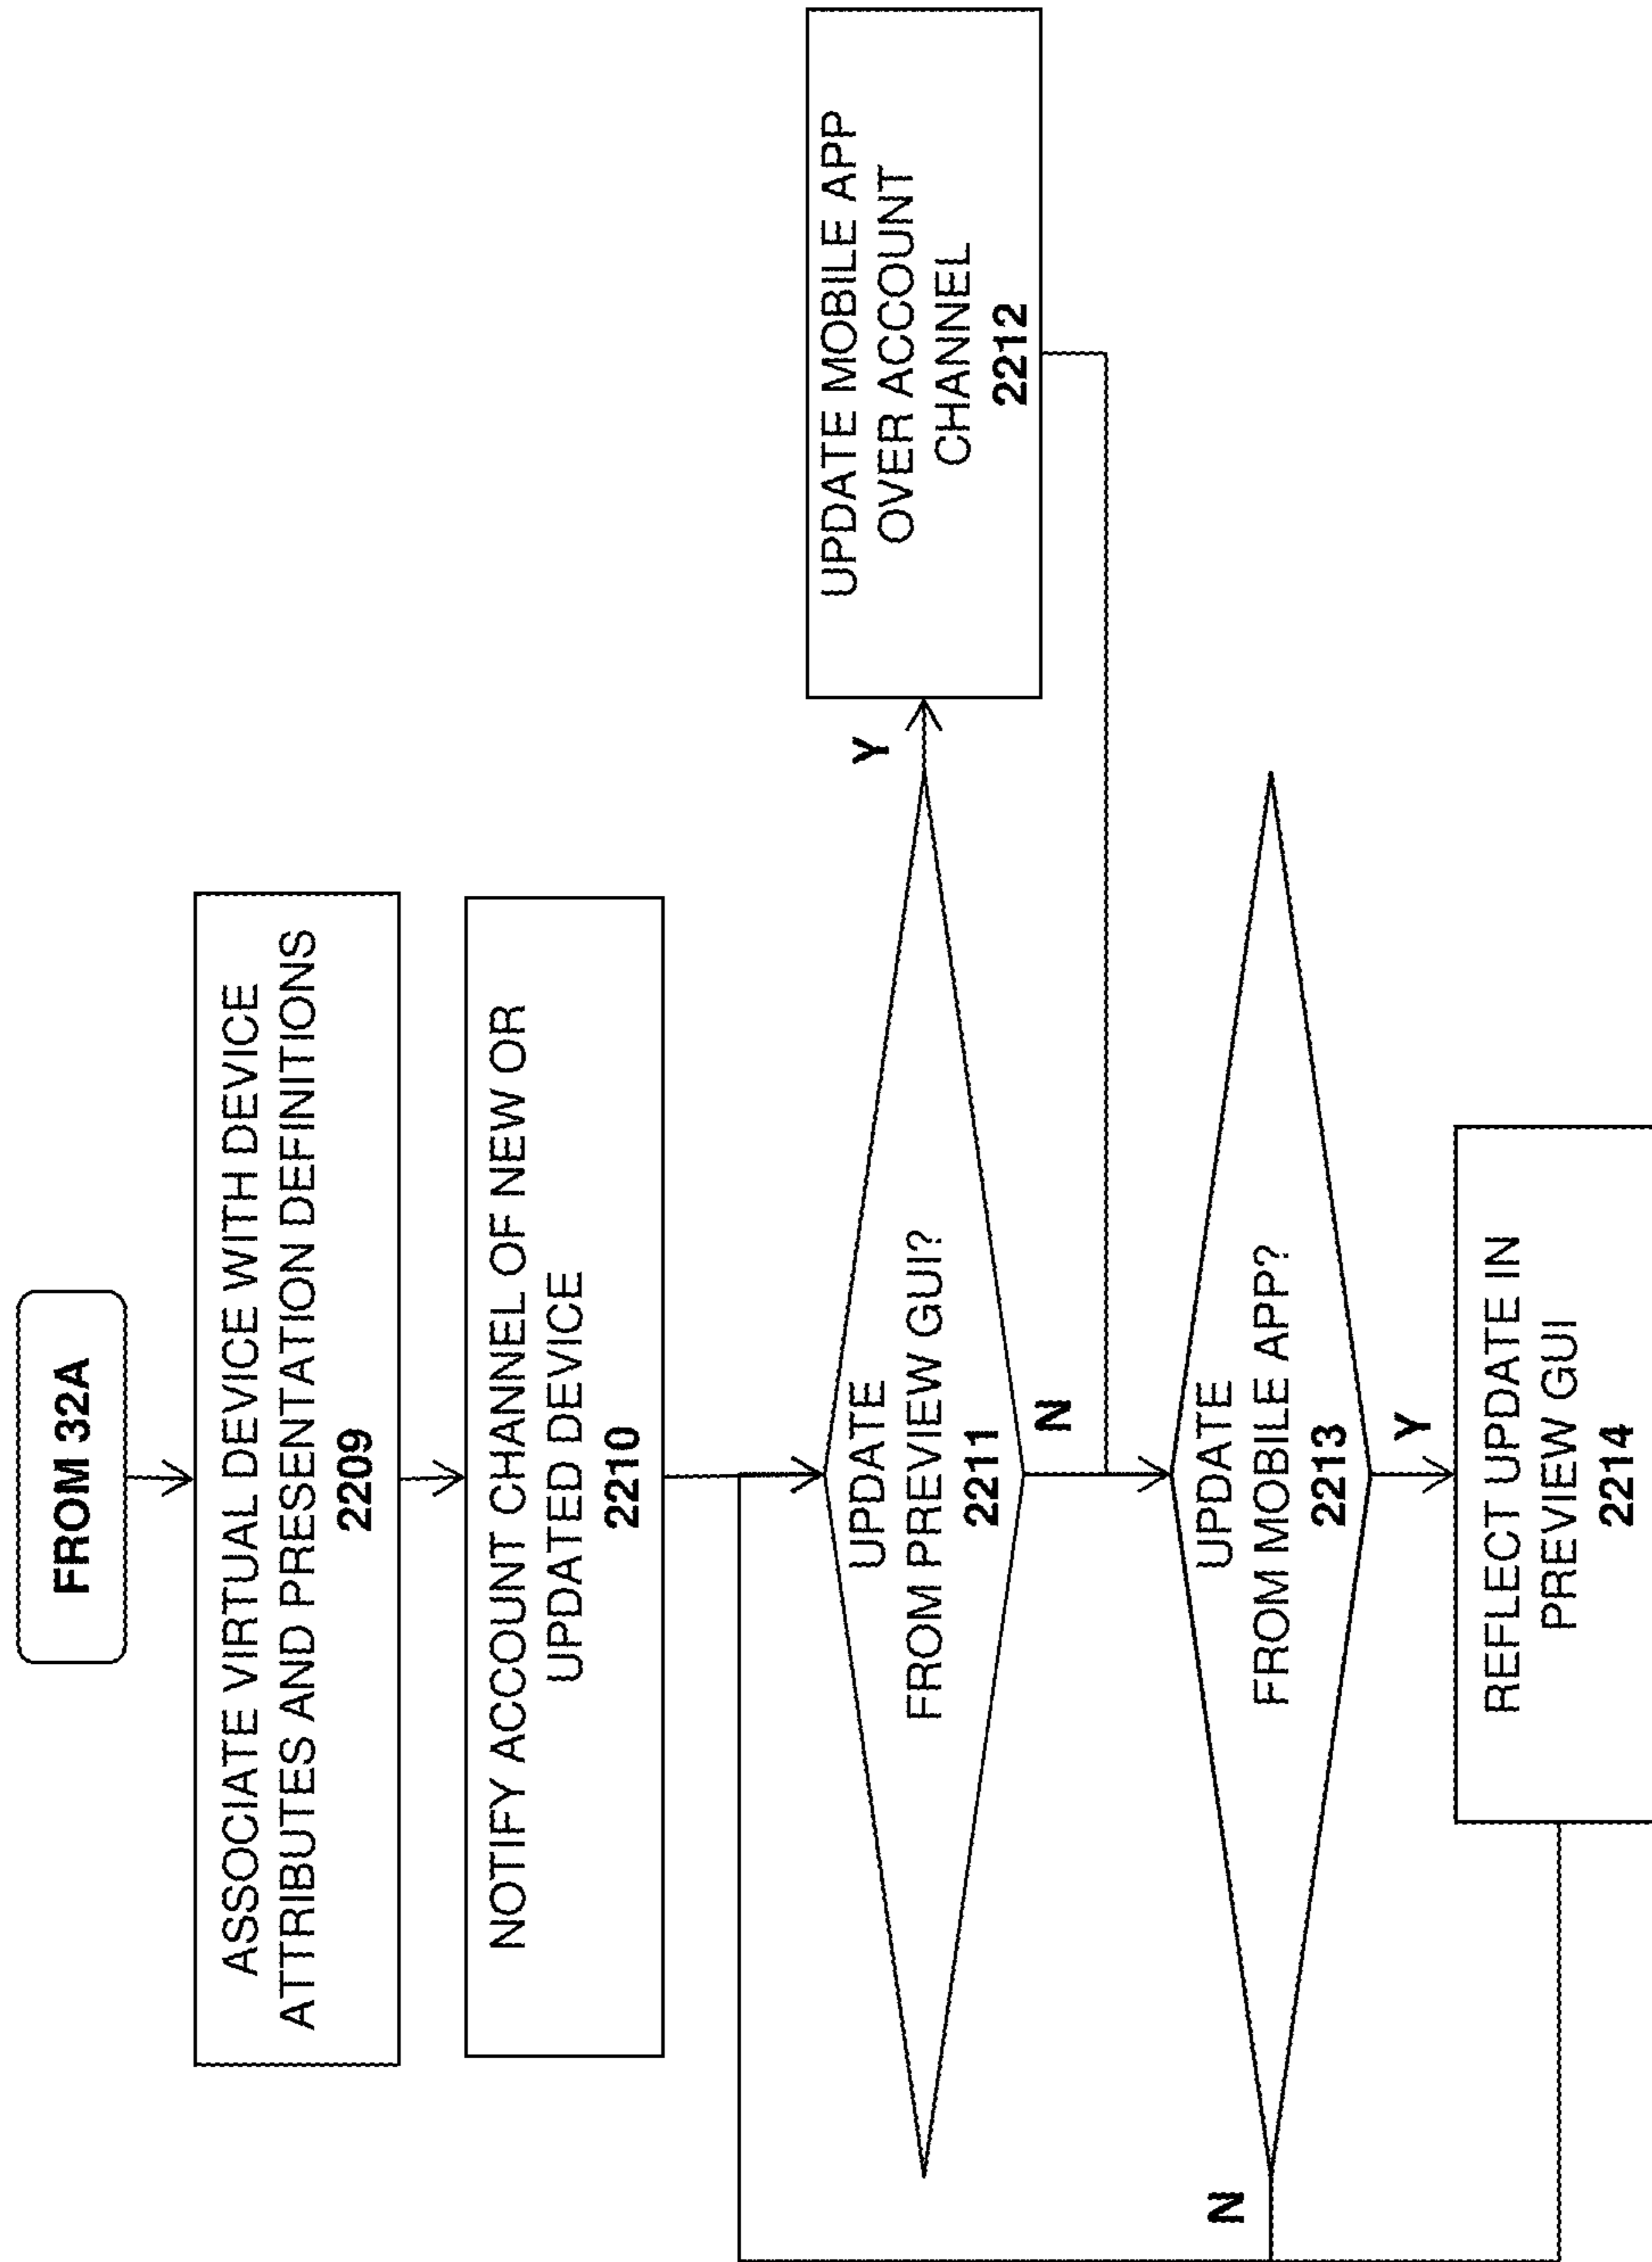 FROM 32A
ASSOCIATE VIRTUAL DEVICE WITH DEVICE
ATTRIBUTES AND PRESENTATION DEFINITIONS
2209
NOTIFY ACCOUNT CHANNEL OF NEW OR
UPDATED DEVICE
2210
UPDATE
FROM PREVIEW GUI?
2211
Y
UPDATE MOBILE APP
OVER ACCOUNT
CHANNEL
2212
N
UPDATE
FROM MOBILE APP?
2213
N
Y
REFLECT UPDATE IN
PREVIEW GUI
2214